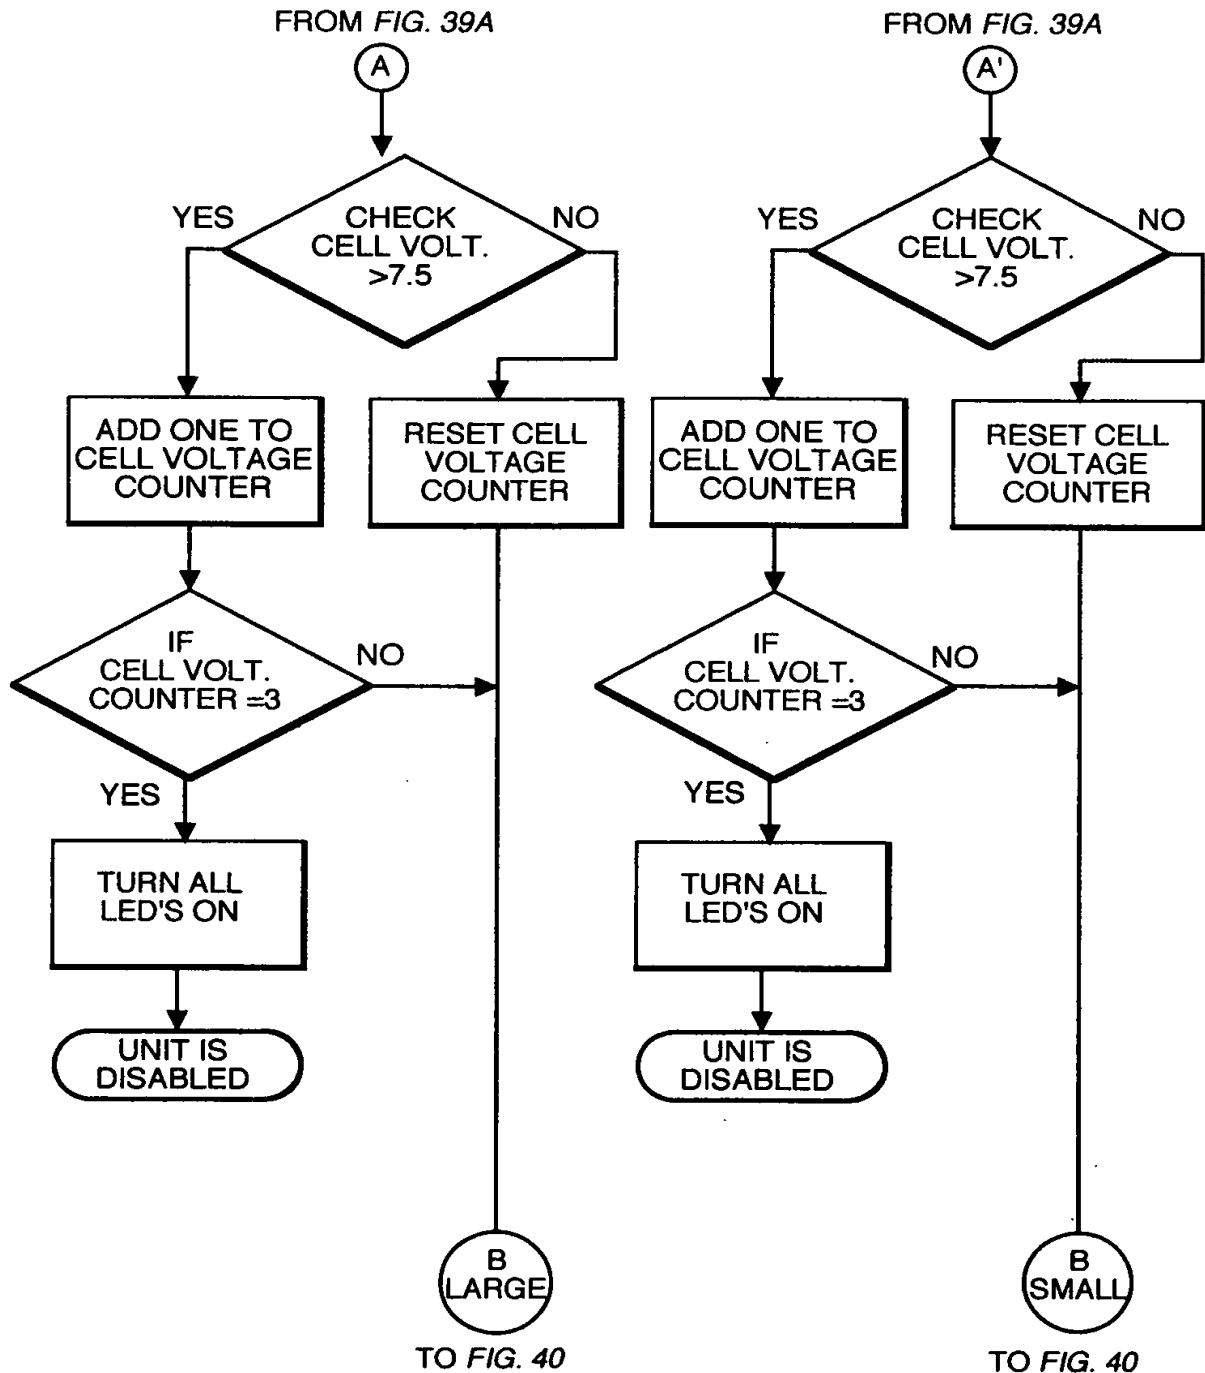 FROM FIG. 39A
A
CHECK
CELL VOLT.
>7.5
YES
NO
ADD ONE TO
CELL VOLTAGE
COUNTER
RESET CELL
VOLTAGE
COUNTER
IF
CELL VOLT.
COUNTER =3
NO
YES
TURN ALL
LED'S ON
UNIT IS
DISABLED
B
LARGE
TO FIG. 40
FROM FIG. 39A
A'
CHECK
CELL VOLT.
>7.5
YES
NO
ADD ONE TO
CELL VOLTAGE
COUNTER
RESET CELL
VOLTAGE
COUNTER
IF
CELL VOLT.
COUNTER =3
NO
YES
TURN ALL
LED'S ON
UNIT IS
DISABLED
B
SMALL
TO FIG. 40